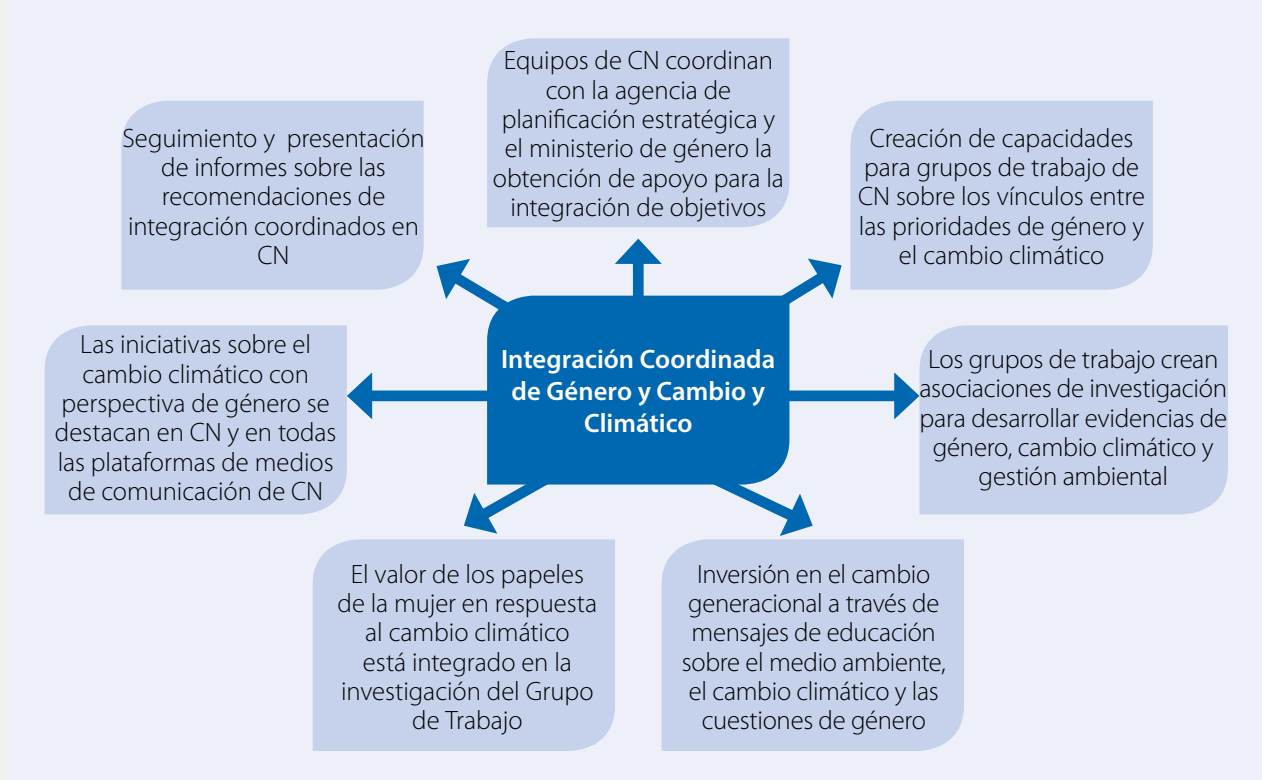 Equipos de CN coordinan
con la agencia de
planificación estratégica y
el ministerio de género la
obtención de apoyo para la
integración de objetivos
Seguimiento y presentación
de informes sobre las
recomendaciones de
integración coordinados en
CN
Creación de capacidades
para grupos de trabajo de
CN sobre los vínculos entre
las prioridades de género y
el cambio climático
Las iniciativas sobre el
cambio climático con
perspectiva de género se
destacan en CN y en todas
las plataformas de medios
de comunicación de CN
Integración Coordinada
de Género y Cambio y
Climático
Los grupos de trabajo crean
asociaciones de investigación
para desarrollar evidencias de
género, cambio climático y
gestión ambiental
El valor de los papeles
de la mujer en respuesta
al cambio climático
está integrado en la
investigación del Grupo
de Trabajo
Inversión en el cambio
generacional a través de
mensajes de educación
sobre el medio ambiente,
el cambio climático y las
cuestiones de género